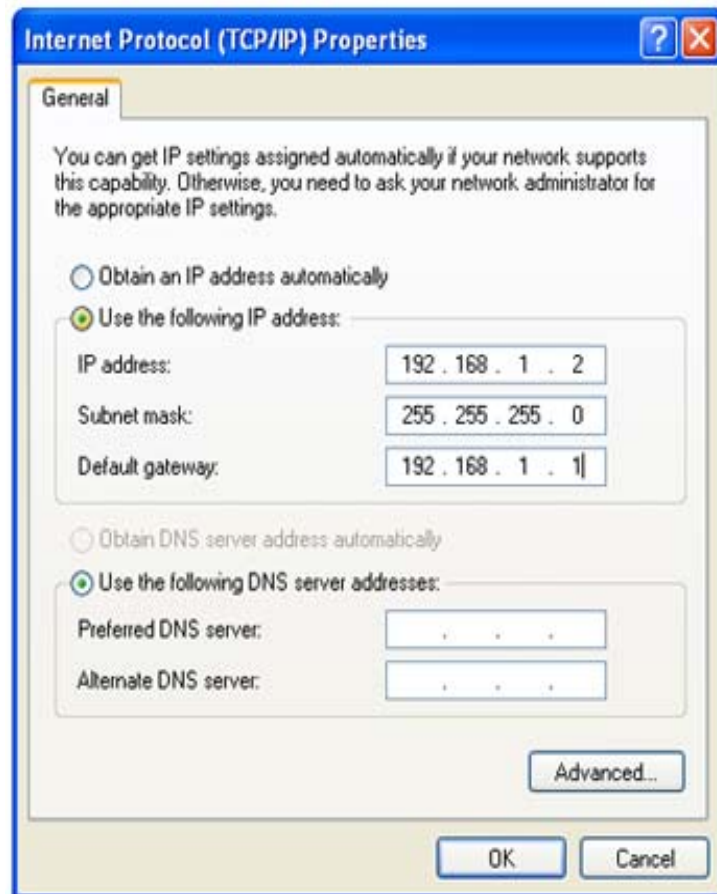 Internet Protocol (TCP/IP) Properties
General
You can get IP settings assigned automatically if your network supports
this capability. Otherwise, you need to ask your network administrator for
the appropriate IP settings.
Obtain an IP address automatically
Use the following IP address:
IP address: 192 . 168 . 1 . 2
Subnet mask: 255 . 255 . 255 . 0
Default gateway: 192 . 168 . 1 . 1
Obtain DNS server address automatically
Use the following DNS server addresses:
Preferred DNS server: . . .
Alternate DNS server: . . .
Advanced...
OK Cancel